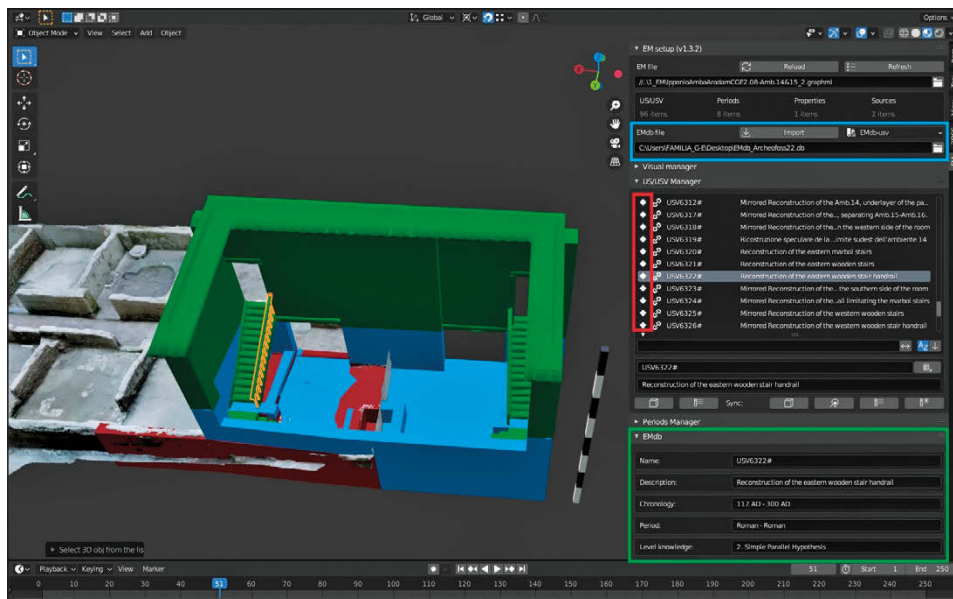 Global
Options
Object Mode View Select Add Object
EM setup (v1.3.2)
EM file Reload Refresh
US/USV Periods Properties Sources
96 items 8 items 1 items 2 items
EMdb file Import EMdb-usv
C:\Users\FAMILIA_G-E\Desktop\EMdb_Archeofoss22.db
Visual manager
US/USV Manager
USV6312# Mirrored Reconstruction of the Amb.14, underlayer of the pa..
USV6317# Mirrored Reconstruction of the..., separating Amb.15-Amb.16.
USV6318# Mirrored Reconstruction of the...n the western side of the room
USV6319# Ricostruzione speculare de la ...imite sudest dell'ambiente 14
USV6320# Reconstruction of the eastern marbol stairs
USV6321# Reconstruction of the eastern wooden stairs
USV6322# Reconstruction of the eastern wooden stair handrail
USV6323# Mirrored Reconstruction of the... the southern side of the room
USV6324# Mirrored Reconstruction of the...all limitating the marbol stairs
USV6325# Mirrored Reconstruction of the western wooden stairs
USV6326# Mirrored Reconstruction of the western wooden stair handrail
USV6322#
Reconstruction of the eastern wooden stair handrail
Sync:
Periods Manager
EMdb
Name: USV6322#
Description: Reconstruction of the eastern wooden stair handrail
Chronology: 117 AD - 300 AD
Period: Roman - Roman
Level knowledge: 2. Simple Parallel Hypothesis
Select 3D obj from the lis
Playback Keying View Marker 51 Start 1 End 250
0 10 20 30 40 51 60 70 80 90 100 110 120 130 140 150 160 170 180 190 200 210 220 230 240 250